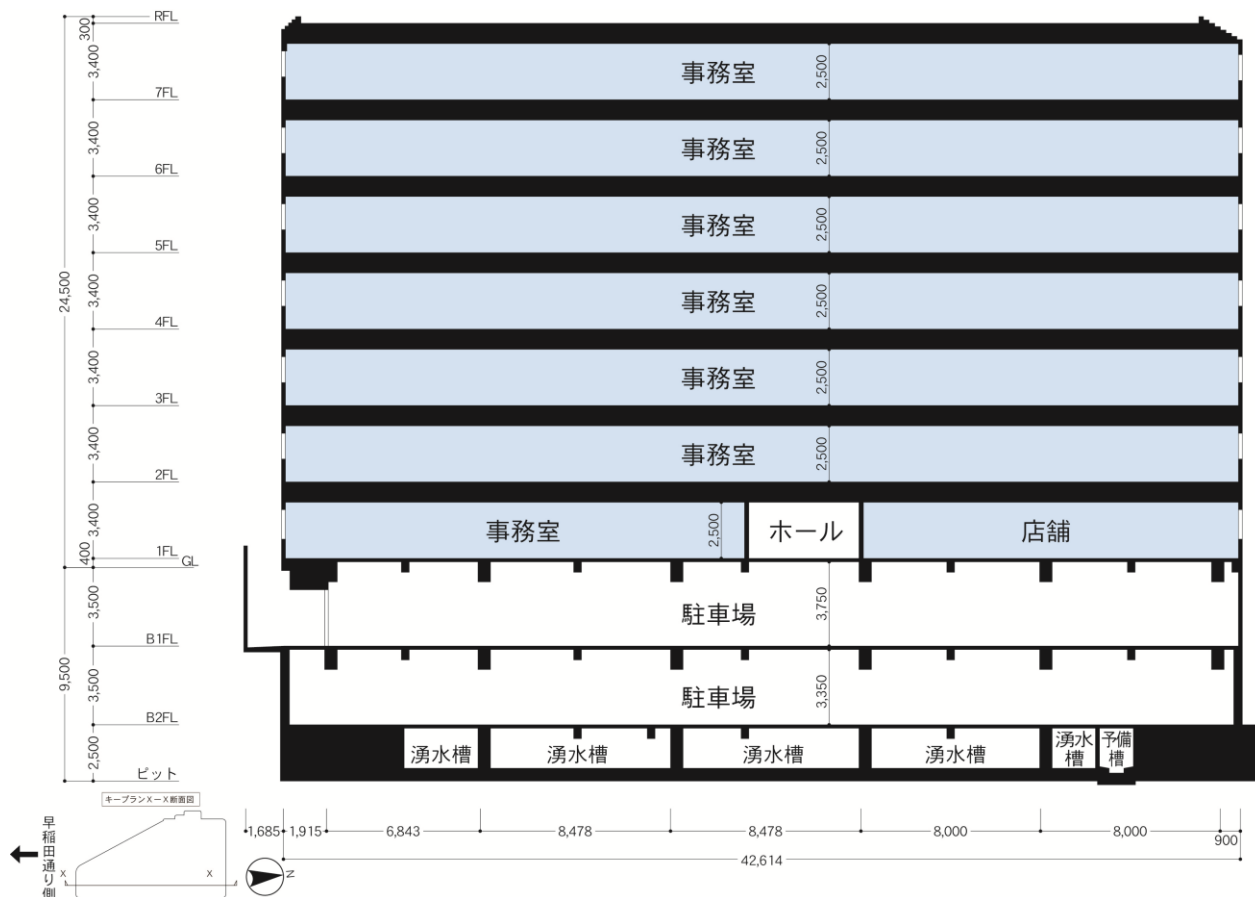 RFL
300
3,400
事務室
2,500
7FL
3,400
事務室
2,500
6FL
3,400
事務室
2,500
5FL
24,500
3,400
事務室
2,500
4FL
3,400
事務室
2,500
3FL
3,400
事務室
2,500
2FL
3,400
事務室
2,500
ホール
店舗
1FL
400
GL
3,500
駐車場
3,750
B1FL
9,500
3,500
駐車場
3,350
B2FL
2,500
湧水槽
湧水槽
湧水槽
湧水槽
湧水
槽
予備
槽
ピット
キープランX－X断面図
早稲田通り側
X
X
N
1,685
1,915
6,843
8,478
8,478
8,000
8,000
900
42,614